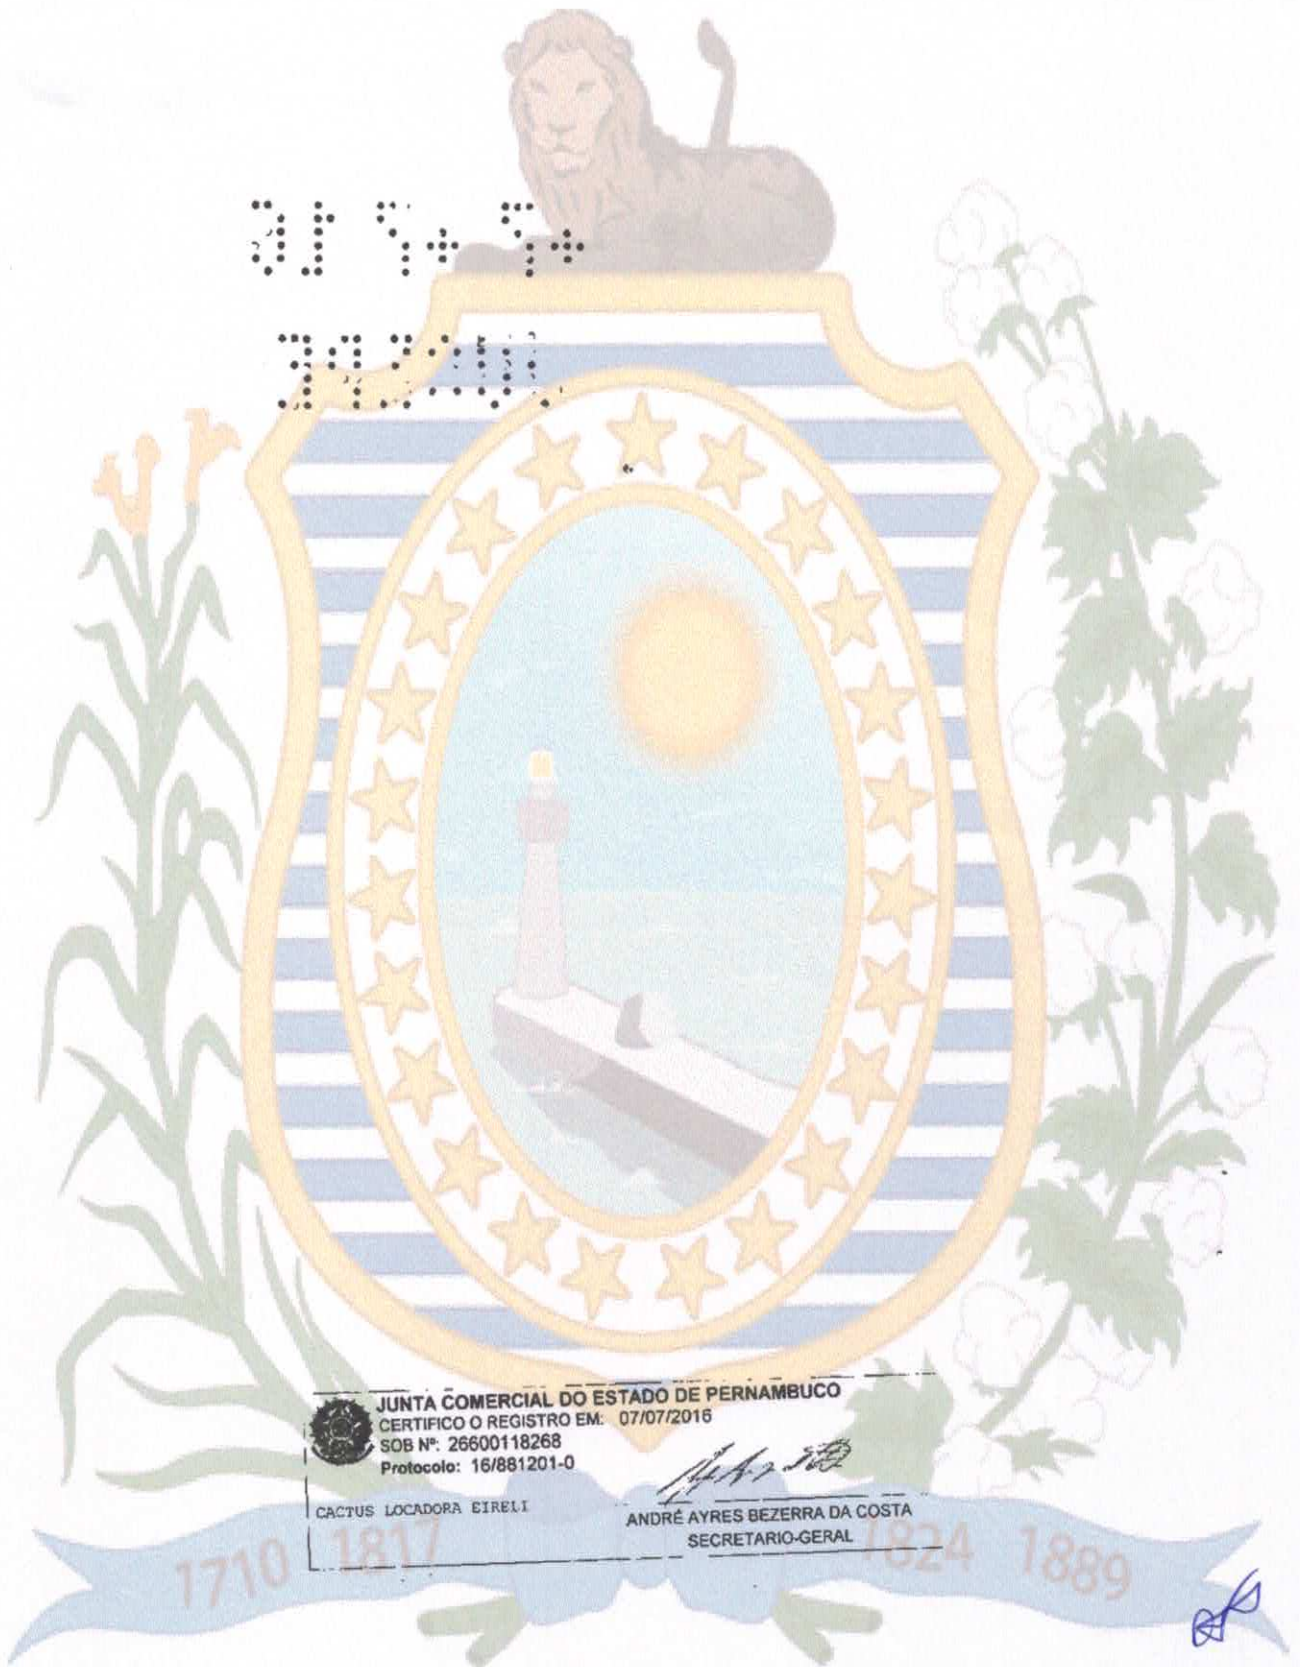 JUNTA COMERCIAL DO ESTADO DE PERNAMBUCO
CERTIFICO O REGISTRO EM: 07/07/2016
SOB Nº: 26600118268
Protocolo: 16/881201-0
CACTUS LOCADORA EIRELI
ANDRÉ AYRES BEZERRA DA COSTA
SECRETARIO-GERAL
1710 1817 1824 1889